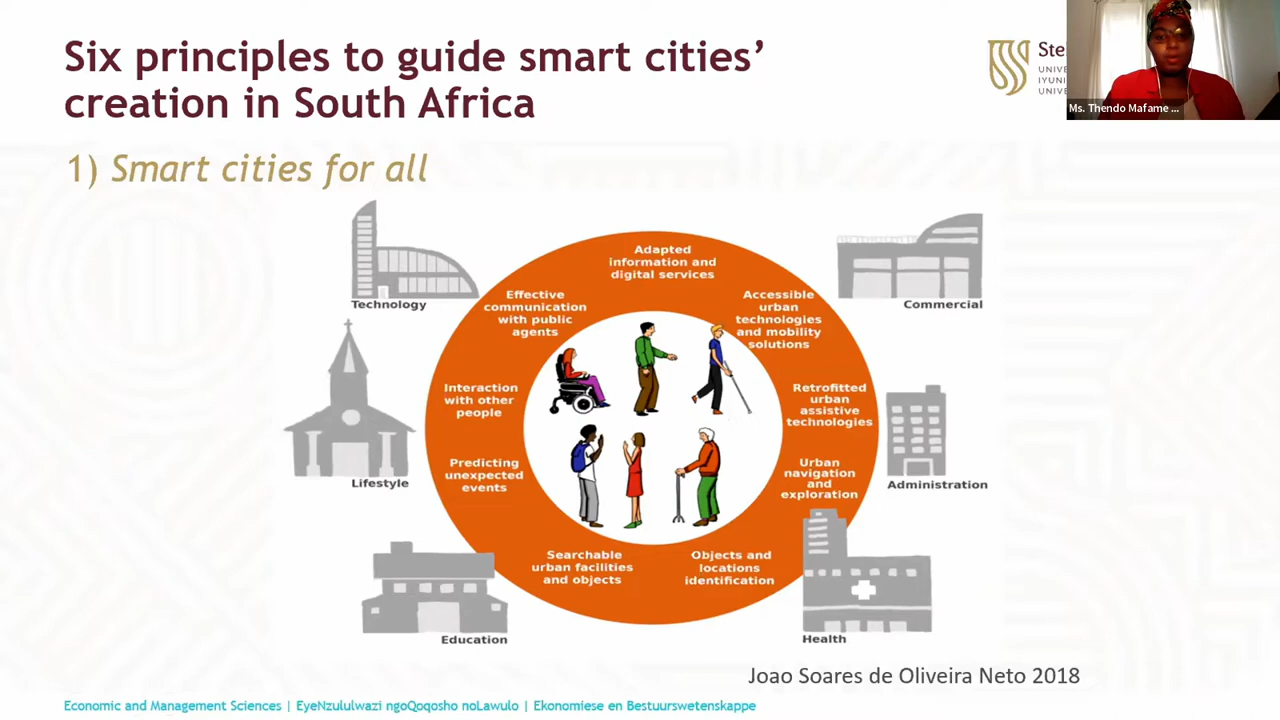 Six principles to guide smart cities’
creation in South Africa
Ms. Thendo Mafame ...
1) Smart cities for all
Adapted
information and
digital services
Effective
communication
with public
agents
Accessible
urban
technologies
and mobility
solutions
Technology
Commercial
Interaction
with other
people
Retrofitted
urban
assistive
technologies
Predicting
unexpected
events
Urban
navigation
and
exploration
Lifestyle
Administration
Searchable
urban facilities
and objects
Objects and
locations
identification
Education
Health
Joao Soares de Oliveira Neto 2018
Economic and Management Sciences | EyeNzululwazi ngoQoqosho noLawulo | Ekonomiese en Bestuurswetenskappe